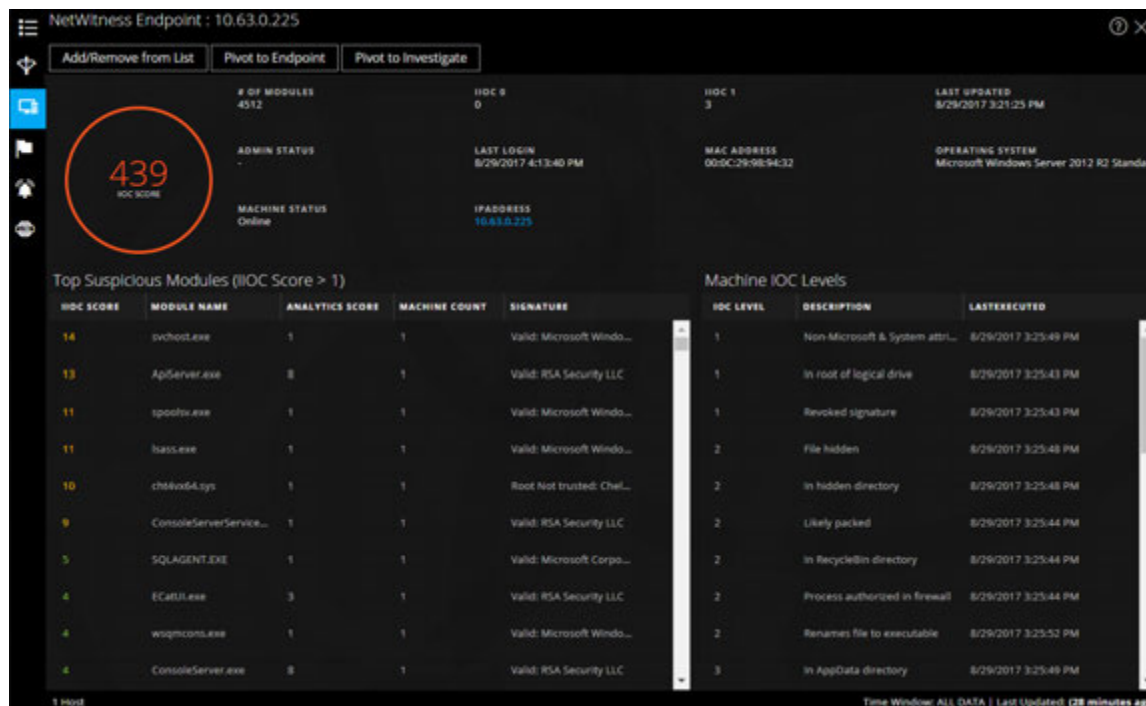 NetWitness Endpoint : 10.63.0.225
Add/Remove from List Pivot to Endpoint Pivot to Investigate
# OF MODULES IIOC 0 IIOC 1 LAST UPDATED
4512 0 3 8/29/2017 3:21:25 PM
ADMIN STATUS LAST LOGIN MAC ADDRESS OPERATING SYSTEM
- 8/29/2017 4:13:40 PM 00:0C:29:98:94:32 Microsoft Windows Server 2012 R2 Standa
439
IIOC SCORE
MACHINE STATUS IPADDRESS
Online 10.63.0.225
Top Suspicious Modules (IIOC Score > 1) Machine IOC Levels
IIOC SCORE MODULE NAME ANALYTICS SCORE MACHINE COUNT SIGNATURE IOC LEVEL DESCRIPTION LASTEXECUTED
14 svchost.exe 1 1 Valid: Microsoft Windo... 1 Non-Microsoft & System attri... 8/29/2017 3:25:49 PM
13 ApiServer.exe 8 1 Valid: RSA Security LLC 1 In root of logical drive 8/29/2017 3:25:43 PM
11 spoolsv.exe 1 1 Valid: Microsoft Windo... 1 Revoked signature 8/29/2017 3:25:43 PM
11 lsass.exe 1 1 Valid: Microsoft Windo... 2 File hidden 8/29/2017 3:25:48 PM
10 cht4vx64.sys 1 1 Root Not trusted: Chel... 2 In hidden directory 8/29/2017 3:25:48 PM
9 ConsoleServerService... 1 1 Valid: RSA Security LLC 2 Likely packed 8/29/2017 3:25:44 PM
5 SQLAGENT.EXE 1 1 Valid: Microsoft Corpo... 2 In RecycleBin directory 8/29/2017 3:25:44 PM
4 ECatUI.exe 3 1 Valid: RSA Security LLC 2 Process authorized in firewall 8/29/2017 3:25:44 PM
4 wsqmcons.exe 1 1 Valid: Microsoft Windo... 2 Renames file to executable 8/29/2017 3:25:52 PM
4 ConsoleServer.exe 8 1 Valid: RSA Security LLC 3 In AppData directory 8/29/2017 3:25:49 PM
1 Host Time Window: ALL DATA | Last Updated: (28 minutes ag